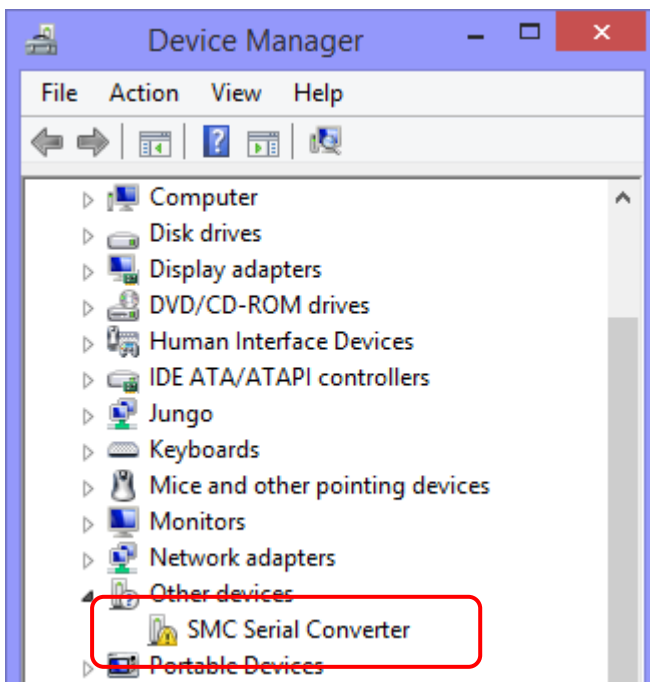 Device Manager
File Action View Help
Computer
Disk drives
Display adapters
DVD/CD-ROM drives
Human Interface Devices
IDE ATA/ATAPI controllers
Jungo
Keyboards
Mice and other pointing devices
Monitors
Network adapters
Other devices
SMC Serial Converter
Portable Devices